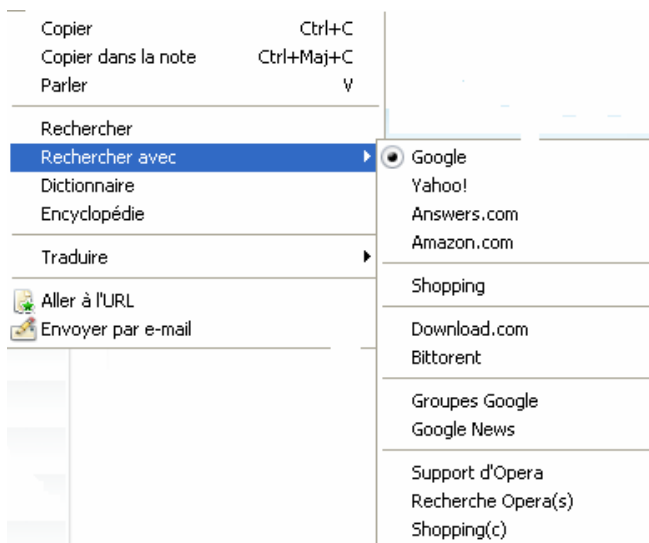 Copier Ctrl+C
Copier dans la note Ctrl+Maj+C
Parler V
Rechercher
Rechercher avec
Dictionnaire
Encyclopédie
Traduire
Aller à l'URL
Envoyer par e-mail
Google
Yahoo!
Answers.com
Amazon.com
Shopping
Download.com
Bittorent
Groupes Google
Google News
Support d'Opera
Recherche Opera(s)
Shopping(c)